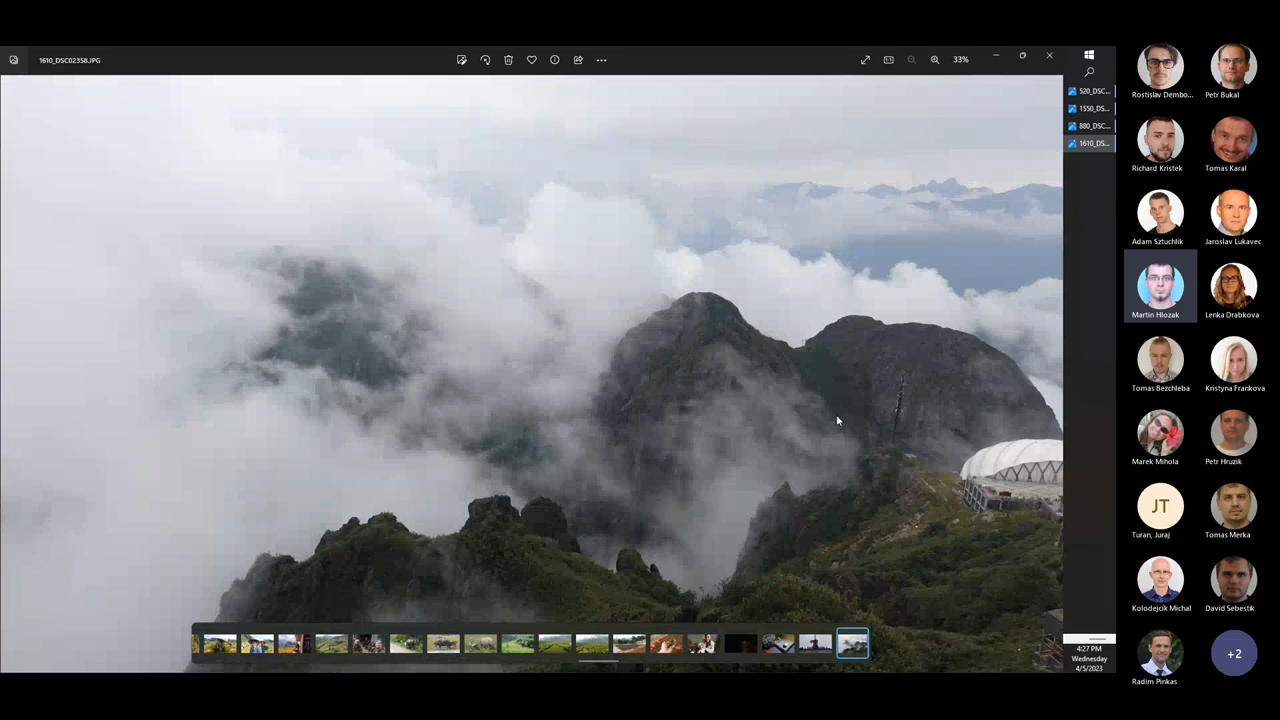 1610_DSC02358.JPG
33%
520_DSC...
1550_DS...
880_DSC...
1610_DS...
4:27 PM
Wednesday
4/5/2023
Rostislav Dembo...
Petr Bukal
Richard Kristek
Tomas Karal
Adam Sztuchlik
Jaroslav Lukavec
Martin Hlozak
Lenka Drabkova
Tomas Bezchleba
Kristyna Frankova
Marek Mihola
Petr Hruzik
JT
Turan, Juraj
Tomas Merka
Kolodejcík Michal
David Sebestik
Radim Pinkas
+2